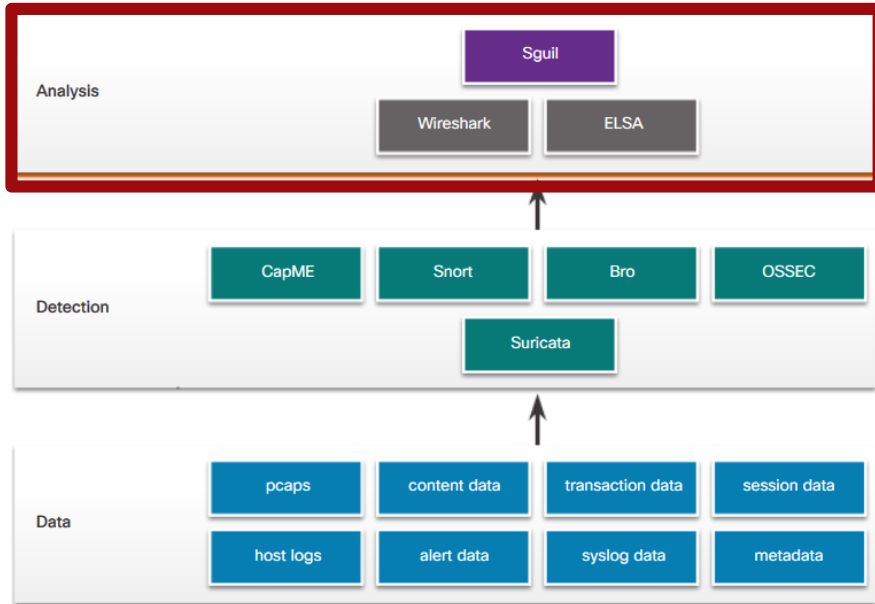 Sguil
Analysis
Wireshark ELSA
CapME Snort Bro OSSEC
Detection
Suricata
pcaps content data transaction data session data
Data
host logs alert data syslog data metadata